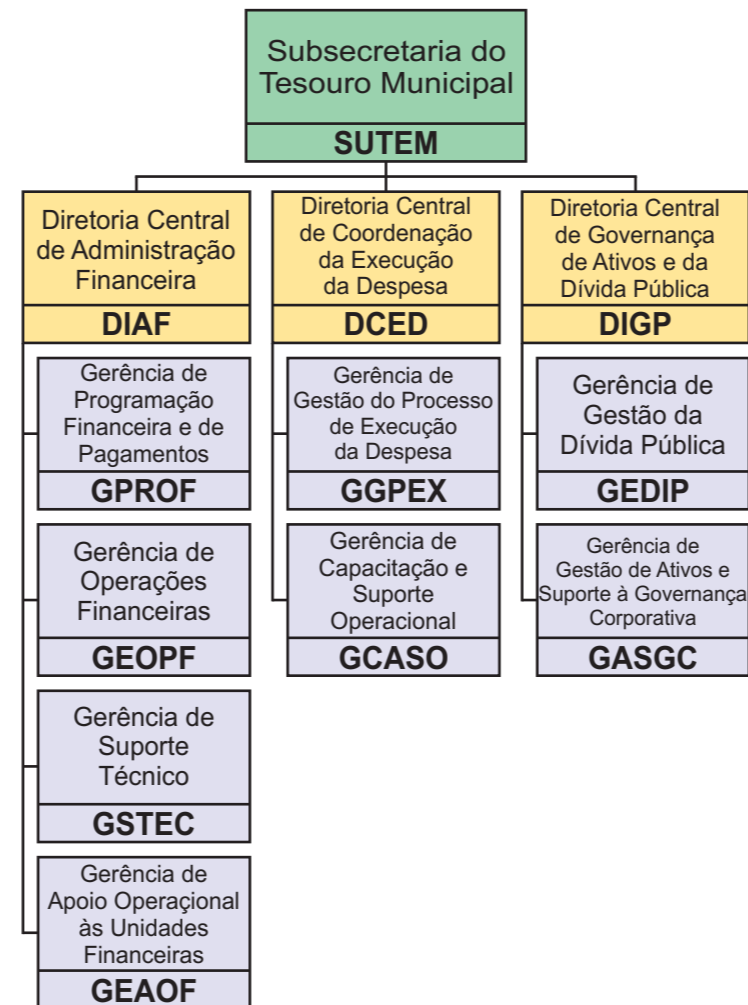 Subsecretaria do
Tesouro Municipal
SUTEM
Diretoria Central
de Administração
Financeira
DIAF
Gerência de
Programação
Financeira e de
Pagamentos
GPROF
Gerência de
Operações
Financeiras
GEOPF
Gerência de
Suporte
Técnico
GSTEC
Gerência de
Apoio Operaçional
às Unidades
Financeiras
GEAOF
Diretoria Central
de Coordenação
da Execução
da Despesa
DCED
Gerência de
Gestão do Processo
de Execução
da Despesa
GGPEX
Gerência de
Capacitação e
Suporte
Operacional
GCASO
Diretoria Central
de Governança
de Ativos e da
Dívida Pública
DIGP
Gerência de
Gestão da
Dívida Pública
GEDIP
Gerência de
Gestão de Ativos e
Suporte à Governança
Corporativa
GASGC